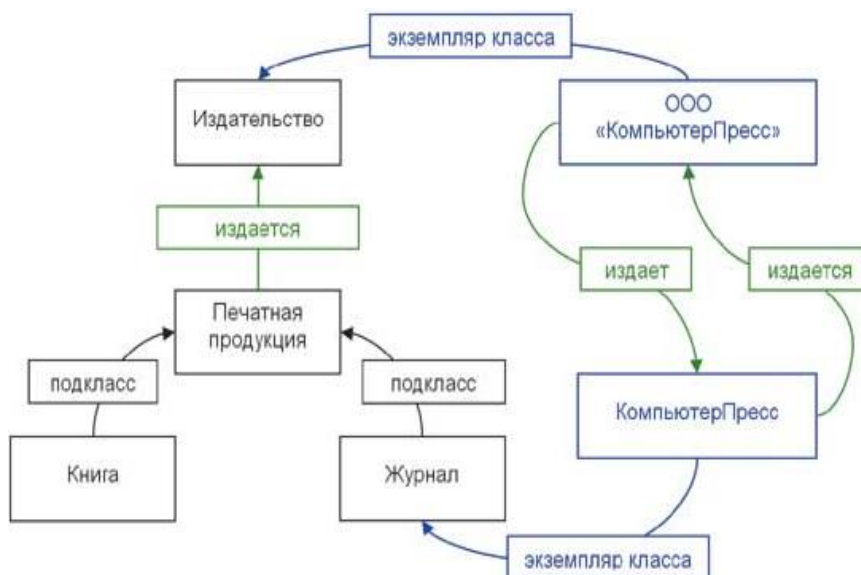 экземпляр класса
Издательство
ООО
«КомпьютерПресс»
издается
издает
издается
Печатная
продукция
подкласс
подкласс
КомпьютерПресс
Книга
Журнал
экземпляр класса